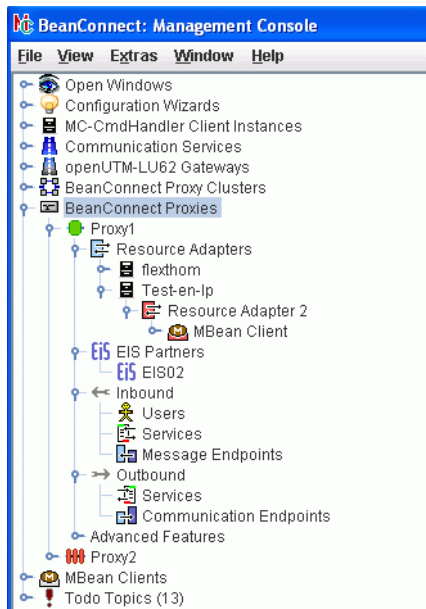 BeanConnect: Management Console
File View Extras Window Help
Open Windows
Configuration Wizards
MC-CmdHandler Client Instances
Communication Services
openUTM-LU62 Gateways
BeanConnect Proxy Clusters
BeanConnect Proxies
Proxy1
Resource Adapters
flexthom
Test-en-lp
Resource Adapter 2
MBean Client
EiS EIS Partners
EiS EIS02
Inbound
Users
Services
Message Endpoints
Outbound
Services
Communication Endpoints
Advanced Features
Proxy2
MBean Clients
Todo Topics (13)